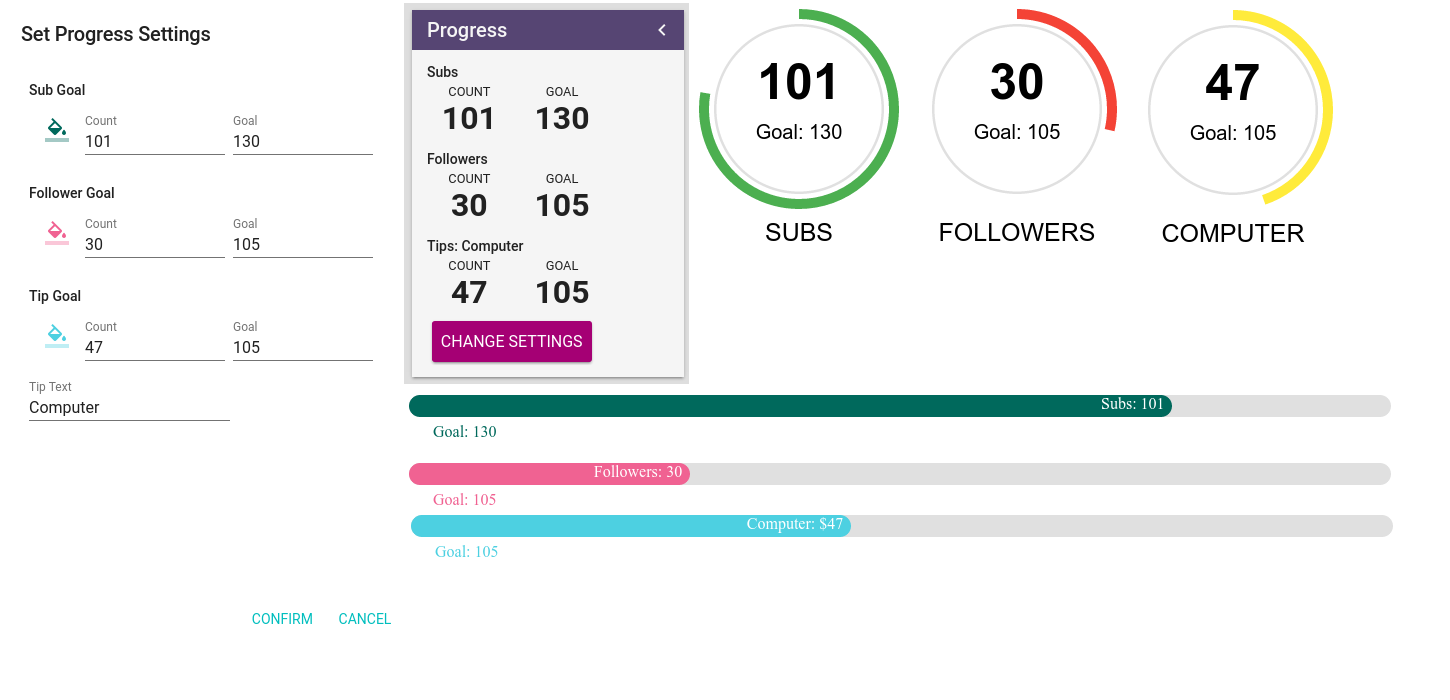 Set Progress Settings
Sub Goal
Count Goal
101 130
Follower Goal
Count Goal
30 105
Tip Goal
Count Goal
47 105
Tip Text
Computer
CONFIRM CANCEL
Progress
Subs
COUNT GOAL
101 130
Followers
COUNT GOAL
30 105
Tips: Computer
COUNT GOAL
47 105
CHANGE SETTINGS
101
Goal: 130
SUBS
30
Goal: 105
FOLLOWERS
47
Goal: 105
COMPUTER
Subs: 101
Goal: 130
Followers: 30
Goal: 105
Computer: $47
Goal: 105